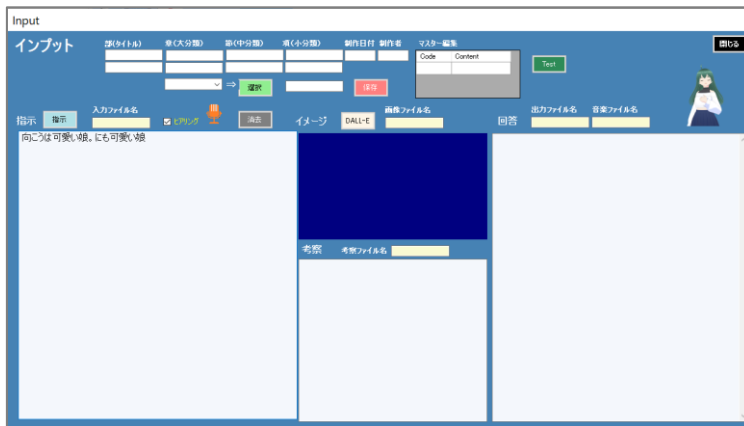 Input
インプット
部(タイトル) 章(大分類) 節(中分類) 項(小分類) 制作日付 制作者 マスター編集
Code Content
Test
閉じる
⇒ 選択 保存
指示 指示 入力ファイル名 ヒアリング 消去 イメージ DALL-E 画像ファイル名 回答 出力ファイル名 音楽ファイル名
向こうは可愛い娘。にも可愛い娘
考察 考察ファイル名